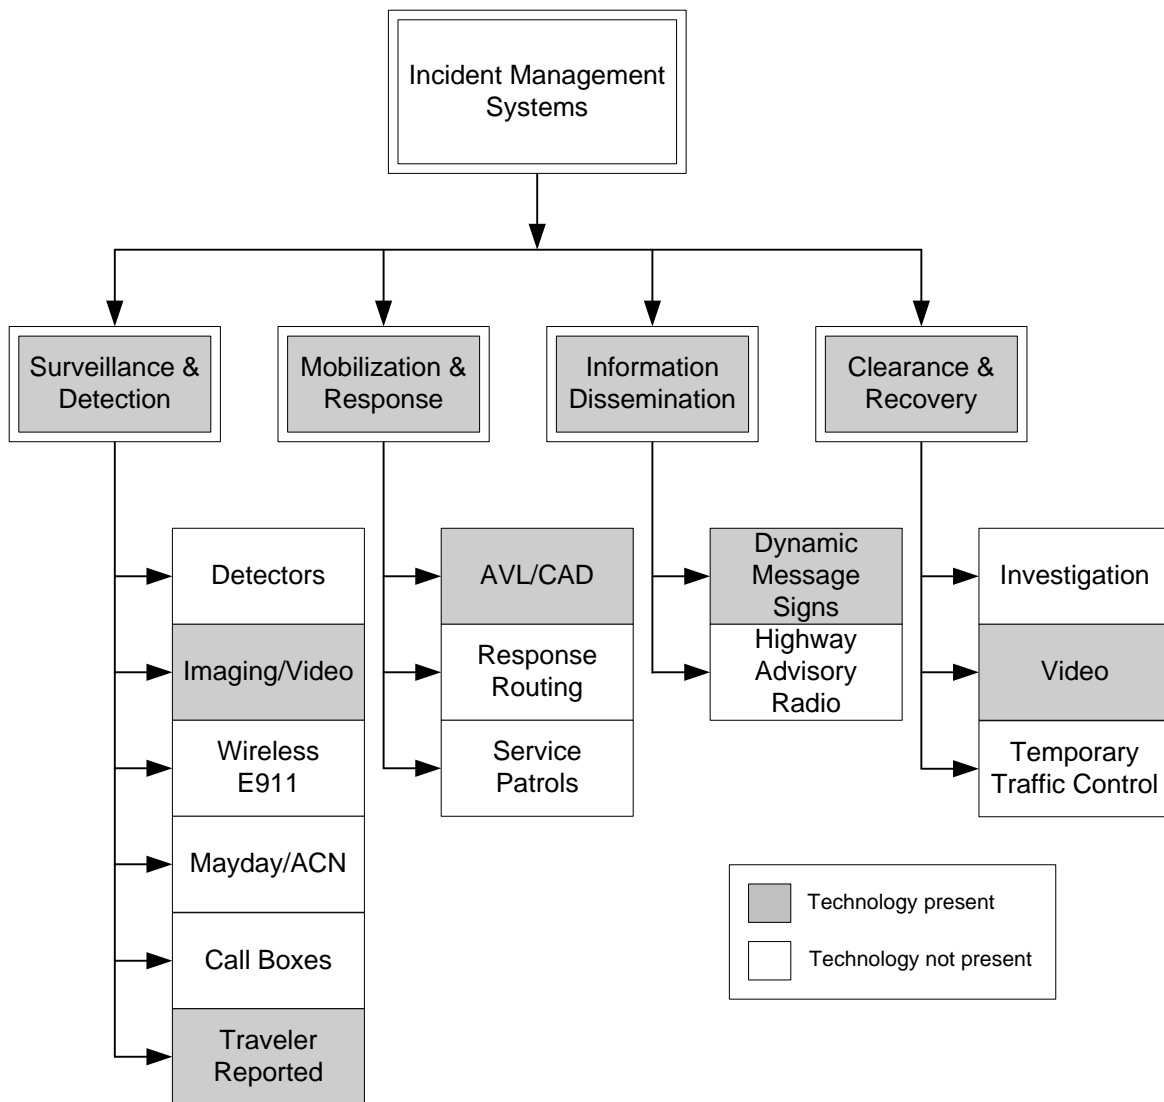 Incident Management
Systems
Surveillance &
Detection
Mobilization &
Response
Information
Dissemination
Clearance &
Recovery
Detectors
Imaging/Video
Wireless
E911
Mayday/ACN
Call Boxes
Traveler
Reported
AVL/CAD
Response
Routing
Service
Patrols
Dynamic
Message
Signs
Highway
Advisory
Radio
Investigation
Video
Temporary
Traffic Control
Technology present
Technology not present